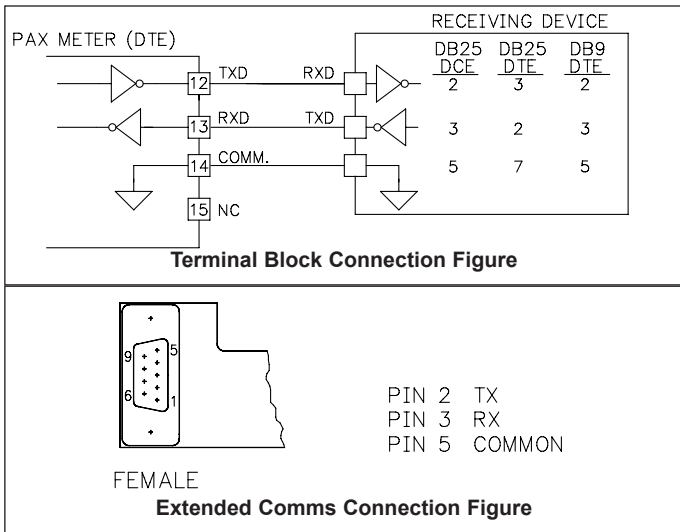 RECEIVING DEVICE
PAX METER (DTE)
DB25 DB25 DB9
DCE DTE DTE
12 TXD RXD 2 3 2
13 RXD TXD 3 2 3
14 COMM. 5 7 5
15 NC
Terminal Block Connection Figure
9 5
6 1
PIN 2 TX
PIN 3 RX
PIN 5 COMMON
FEMALE
Extended Comms Connection Figure